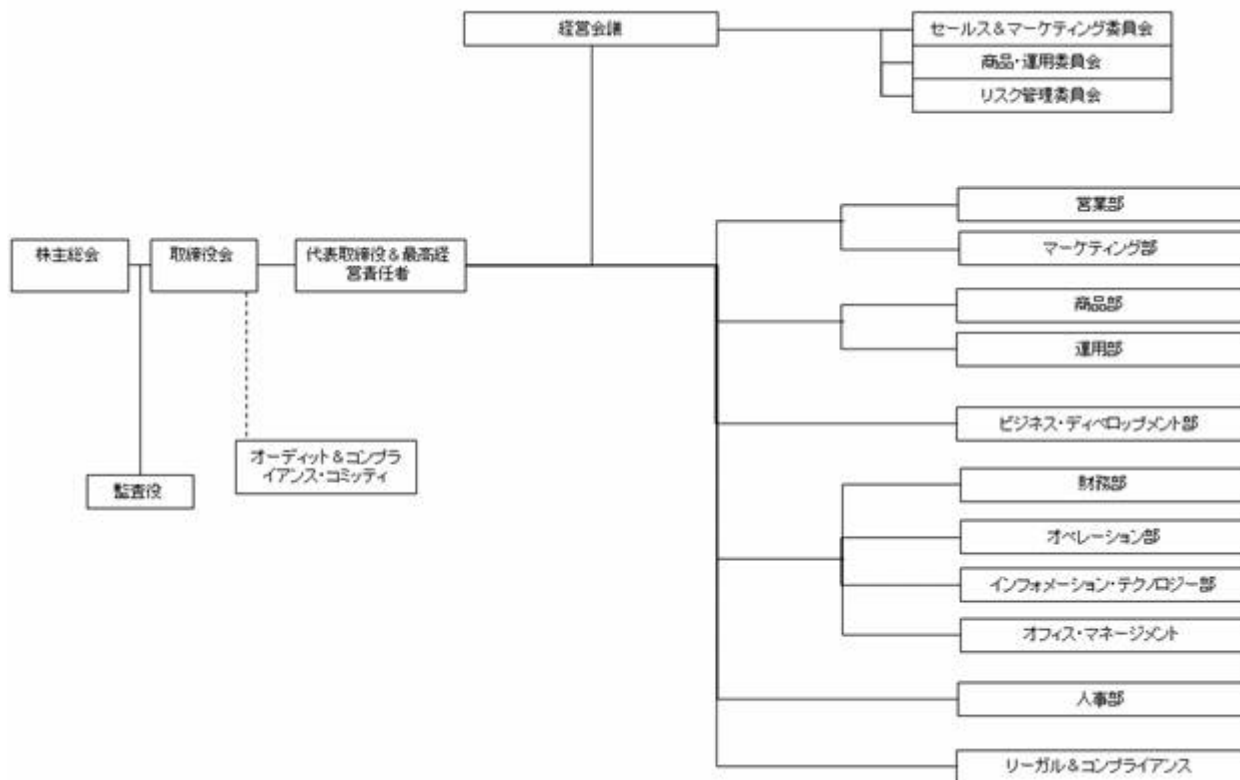 経営会議
セールス&マーケティング委員会
商品・運用委員会
リスク管理委員会
営業部
マーケティング部
株主総会
取締役会
代表取締役&最高経
営責任者
商品部
運用部
ビジネス・ディベロップメント部
オーディット&コンプラ
イアンス・コミッティ
監査役
財務部
オペレーション部
インフォメーション・テクノロジー部
オフィス・マネージメント
人事部
リーガル&コンプライアンス